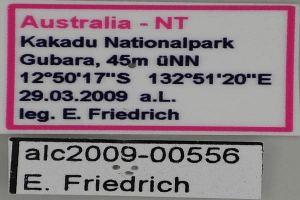 Australia - NT
Kakadu Nationalpark
Gubara, 45m üNN
12°50'17"S 132°51'20"E
29.03.2009 a.L.
leg. E. Friedrich
alc2009-00556
E. Friedrich